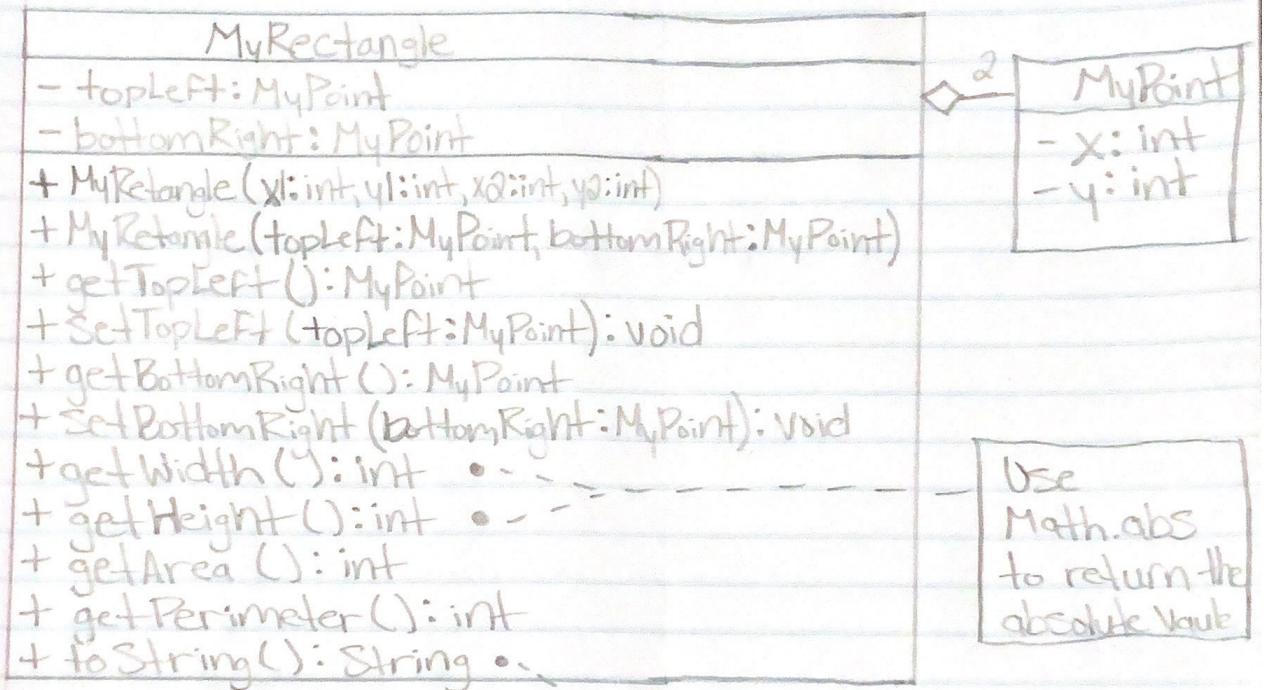 MyRectangle
- topLeft: MyPoint
- bottomRight: MyPoint
+ MyRetangle(x1: int, y1: int, x2: int, y2: int)
+ MyRetangle(topLeft: MyPoint, bottomRight: MyPoint)
+ getTopLeft(): MyPoint
+ setTopLeft(topLeft: MyPoint): void
+ getBottomRight(): MyPoint
+ setBottomRight(bottomRight: MyPoint): void
+ getWidth(): int
+ getHeight(): int
+ getArea(): int
+ getPerimeter(): int
+ toString(): String
2
MyPoint
- x: int
- y: int
Use
Math.abs
to return the
absolute Vaule